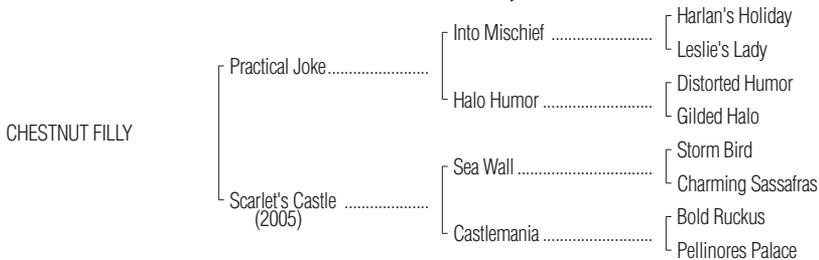 Harlan's Holiday
Into Mischief ........................
Leslie's Lady
Practical Joke........................
Distorted Humor
Halo Humor ..........................
Gilded Halo
CHESTNUT FILLY
Storm Bird
Sea Wall ................................
Charming Sassafras
Scarlet's Castle ....................
(2005)
Bold Ruckus
Castlemania ..........................
Pellinores Palace